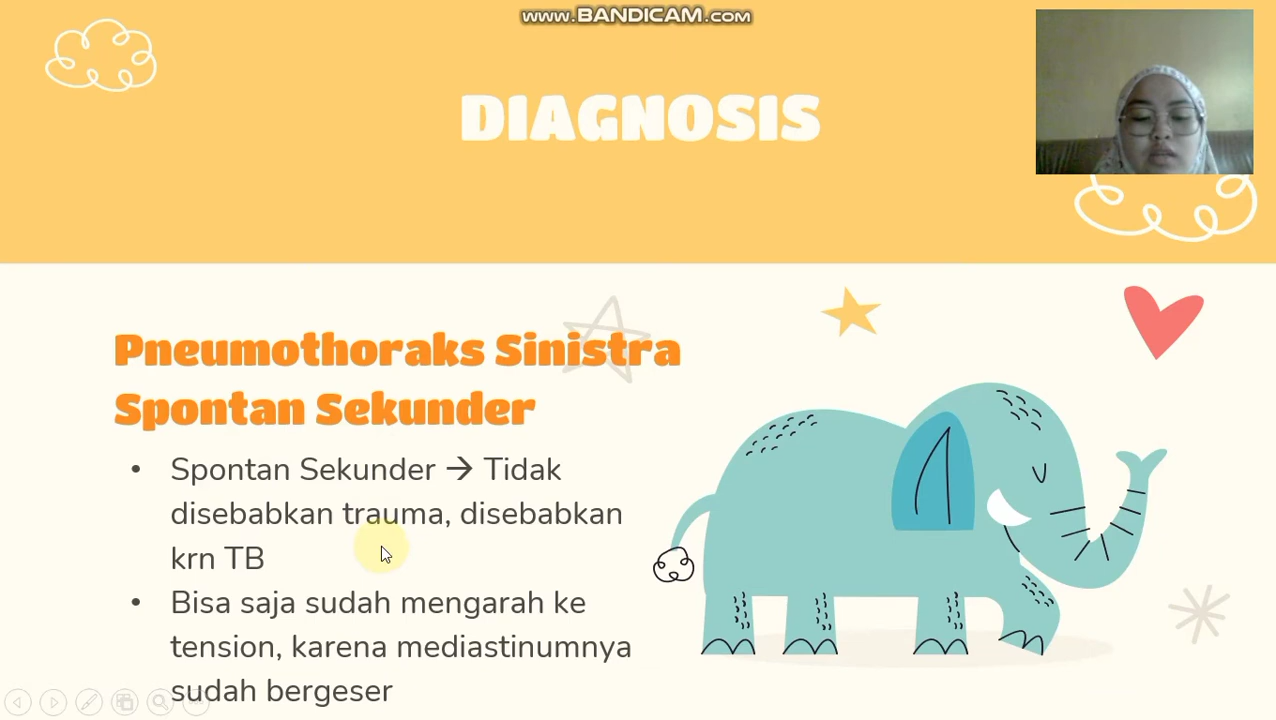 www.BANDICAM.com
DIAGNOSIS
Pneumothoraks Sinistra
Spontan Sekunder
• Spontan Sekunder → Tidak
disebabkan trauma, disebabkan
krn TB
• Bisa saja sudah mengarah ke
tension, karena mediastinumnya
sudah bergeser